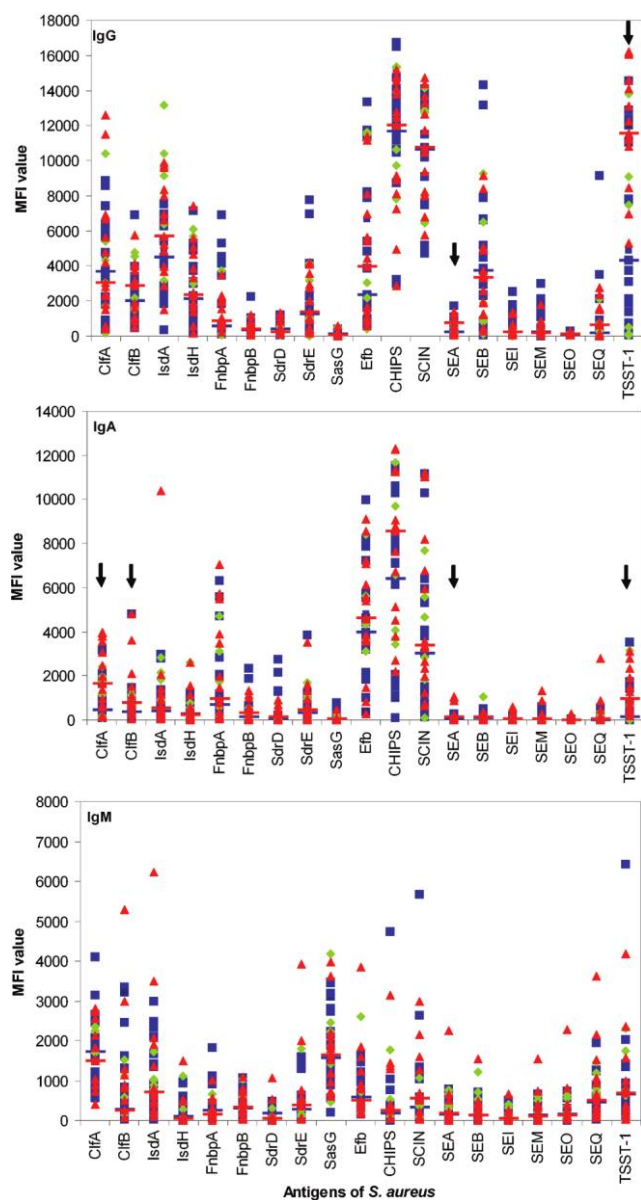 IgG
MFI value
18000
16000
14000
12000
10000
8000
6000
4000
2000
0
ClfA
ClfB
IsdA
IsdH
FnbpA
FnbpB
SdrD
SdrE
SasG
Efb
CHIPS
SCIN
SEA
SEB
SEI
SEM
SEO
SEQ
TSST-1
IgA
MFI value
14000
12000
10000
8000
6000
4000
2000
0
ClfA
ClfB
IsdA
IsdH
FnbpA
FnbpB
SdrD
SdrE
SasG
Efb
CHIPS
SCIN
SEA
SEB
SEI
SEM
SEO
SEQ
TSST-1
IgM
MFI value
8000
7000
6000
5000
4000
3000
2000
1000
0
ClfA
ClfB
IsdA
IsdH
FnbpA
FnbpB
SdrD
SdrE
SasG
Efb
CHIPS
SCIN
SEA
SEB
SEI
SEM
SEO
SEQ
TSST-1
Antigens of S. aureus